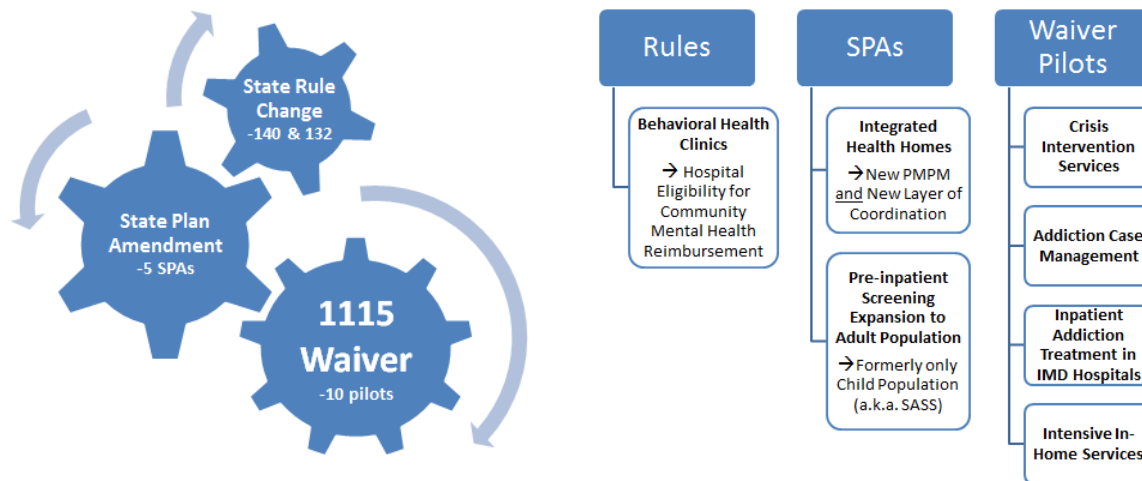 State Rule
Change
-140 & 132
State Plan
Amendment
-5 SPAs
1115
Waiver
-10 pilots
Rules
Behavioral Health
Clinics
→ Hospital
Eligibility for
Community
Mental Health
Reimbursement
SPAs
Integrated
Health Homes
→New PMPM
and New Layer of
Coordination
Pre-inpatient
Screening
Expansion to
Adult Population
→Formerly only
Child Population
(a.k.a. SASS)
Waiver
Pilots
Crisis
Intervention
Services
Addiction Case
Management
Inpatient
Addiction
Treatment in
IMD Hospitals
Intensive In-
Home Services